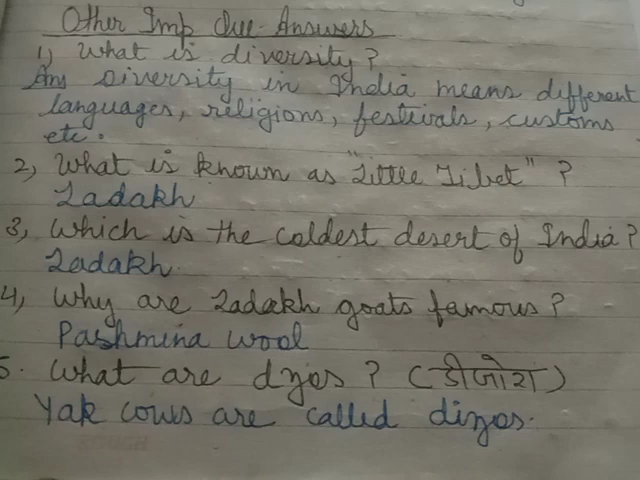 Other Imp Que-Answers
1) What is diversity?
Ans Diversity in India means different
languages, religions, festivals, customs
etc.
2) What is known as "Little Tibet" ?
Ladakh
3, Which is the coldest desert of India?
Ladakh.
4, Why are Ladakh goats famous?
Pashmina wool
5. What are dzos ? (डीजोश)
Yak cows are called dizos.